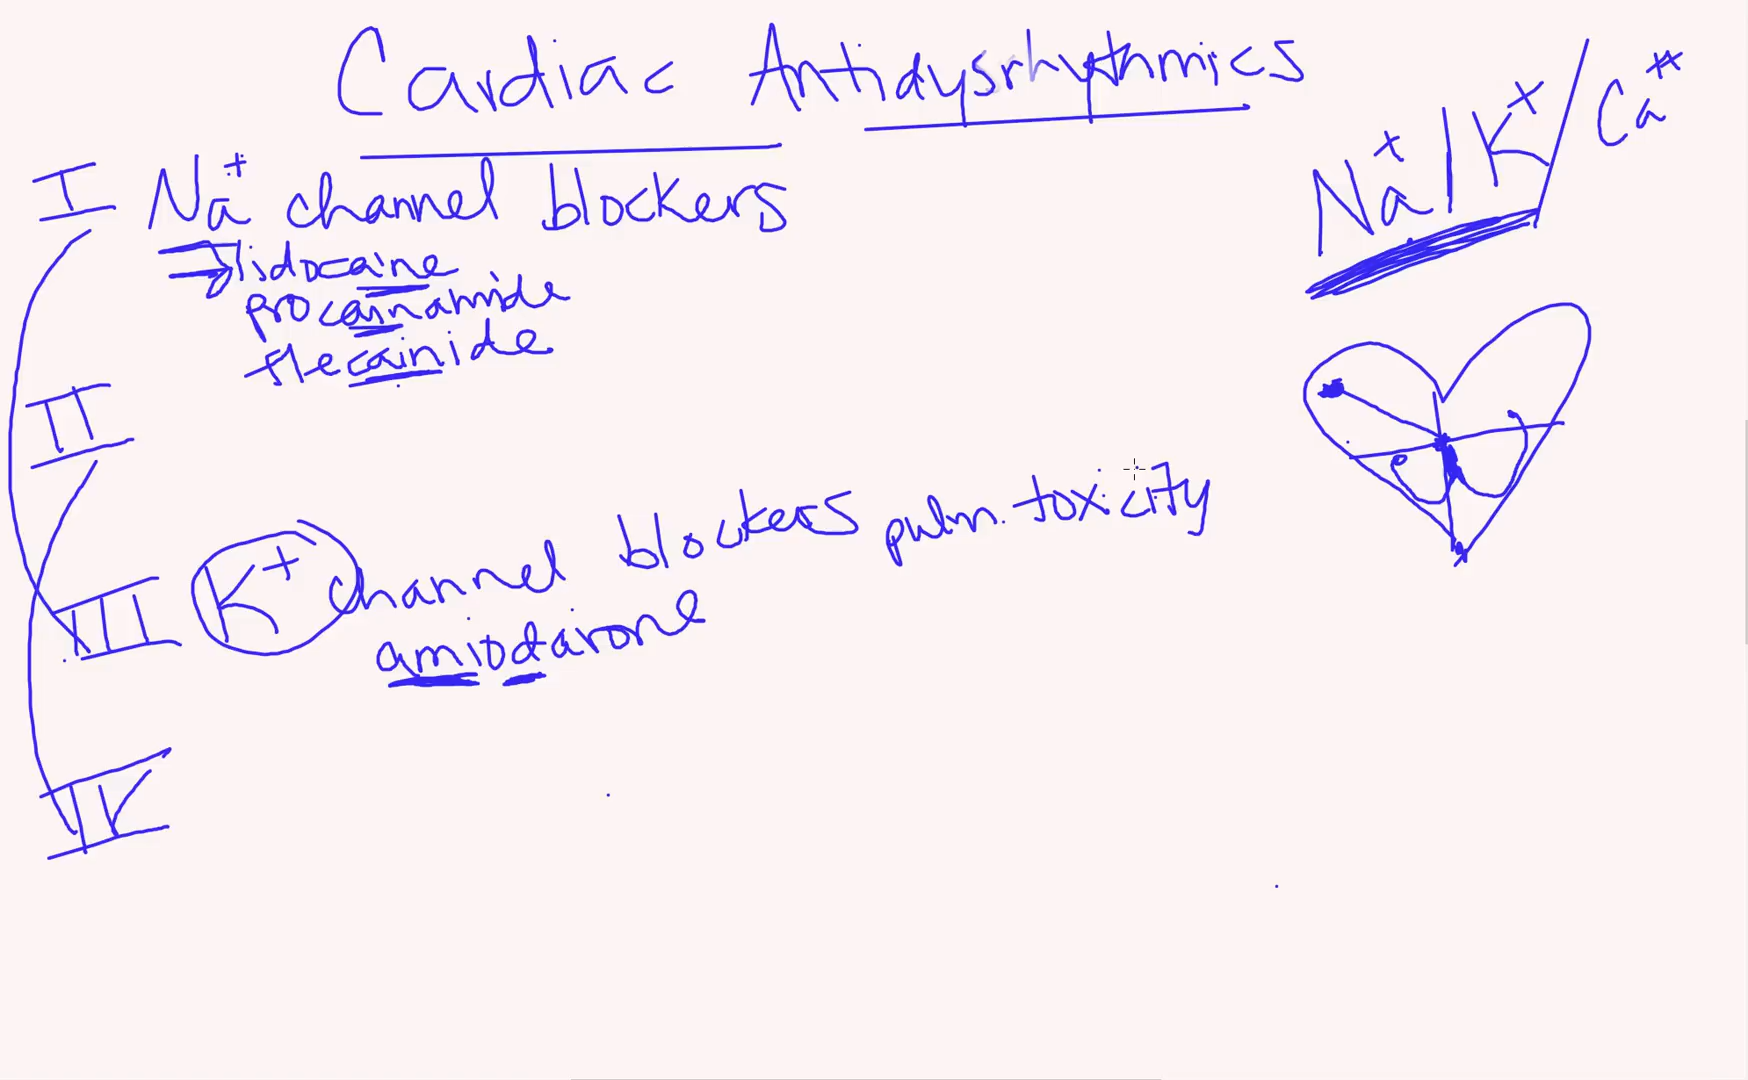 Cardiac Antidysrhythmics
Na⁺/K⁺/Ca⁺⁺
I Na⁺ channel blockers
lidocaine
procainamide
flecainide
II
III K⁺ channel blockers pulm. toxicity
amiodarone
IV